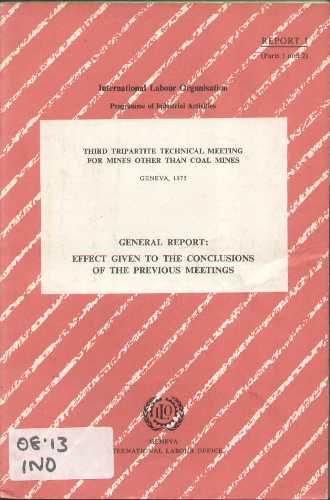 REPORT I
(Parts 1 and 2)
International Labour Organisation
Programme of Industrial Activities
THIRD TRIPARTITE TECHNICAL MEETING
FOR MINES OTHER THAN COAL MINES
GENEVA, 1975
GENERAL REPORT:
EFFECT GIVEN TO THE CONCLUSIONS
OF THE PREVIOUS MEETINGS
ILO
GENEVA
INTERNATIONAL LABOUR OFFICE
08.13
IND